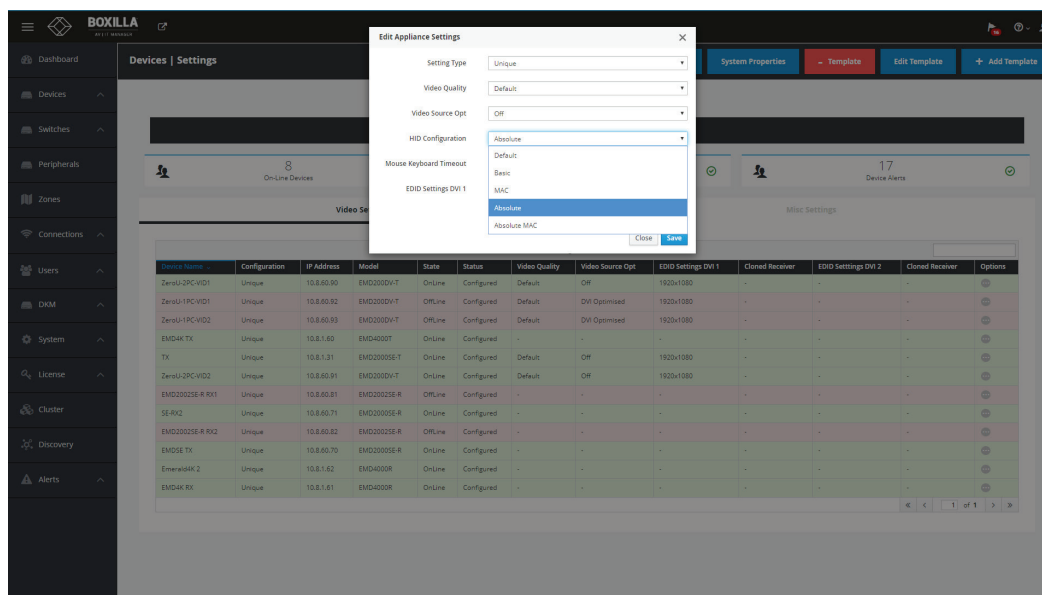 BOXILLA
Edit Appliance Settings
Setting Type Unique
Dashboard
Devices | Settings
System Properties
Template
Edit Template
+ Add Template
Video Quality Default
Devices
Video Source Opt Off
Switches
HID Configuration Absolute
Default
Peripherals
8
On-Line Devices
Mouse Keyboard Timeout
Basic
17
Device Alerts
EDID Settings DVI 1
MAC
Zones
Absolute
Video Se
Misc Settings
Absolute MAC
Connections
Close Save
Users
Device Name Configuration IP Address Model State Status Video Quality Video Source Opt EDID Settings DVI 1 Cloned Receiver EDID Setttings DVI 2 Cloned Receiver Options
ZeroU-2PC-VID1 Unique 10.8.60.90 EMD200DV-T OnLine Configured Default Off 1920x1080 - - -
ZeroU-1PC-VID1 Unique 10.8.60.92 EMD200DV-T OffLine Configured Default DVI Optimised 1920x1080 - - -
DKM
ZeroU-1PC-VID2 Unique 10.8.60.93 EMD200DV-T OffLine Configured Default DVI Optimised 1920x1080 - - -
System
EMD4K TX Unique 10.8.1.60 EMD4000T OnLine Configured - - - - - -
TX Unique 10.8.1.31 EMD2000SE-T OnLine Configured Default Off 1920x1080 - - -
License
ZeroU-2PC-VID2 Unique 10.8.60.91 EMD200DV-T OnLine Configured Default Off 1920x1080 - - -
EMD2002SE-R RX1 Unique 10.8.60.81 EMD2002SE-R OffLine Configured - - - - - -
Cluster
SE-RX2 Unique 10.8.60.71 EMD2000SE-R OnLine Configured - - - - - -
EMD2002SE-R RX2 Unique 10.8.60.82 EMD2002SE-R OffLine Configured - - - - - -
Discovery
EMDSE TX Unique 10.8.60.70 EMD2000SE-R OnLine Configured - - - - - -
Emerald4K 2 Unique 10.8.1.62 EMD4000R OnLine Configured - - - - - -
Alerts
EMD4K RX Unique 10.8.1.61 EMD4000R OnLine Configured - - - - - -
1 of 1